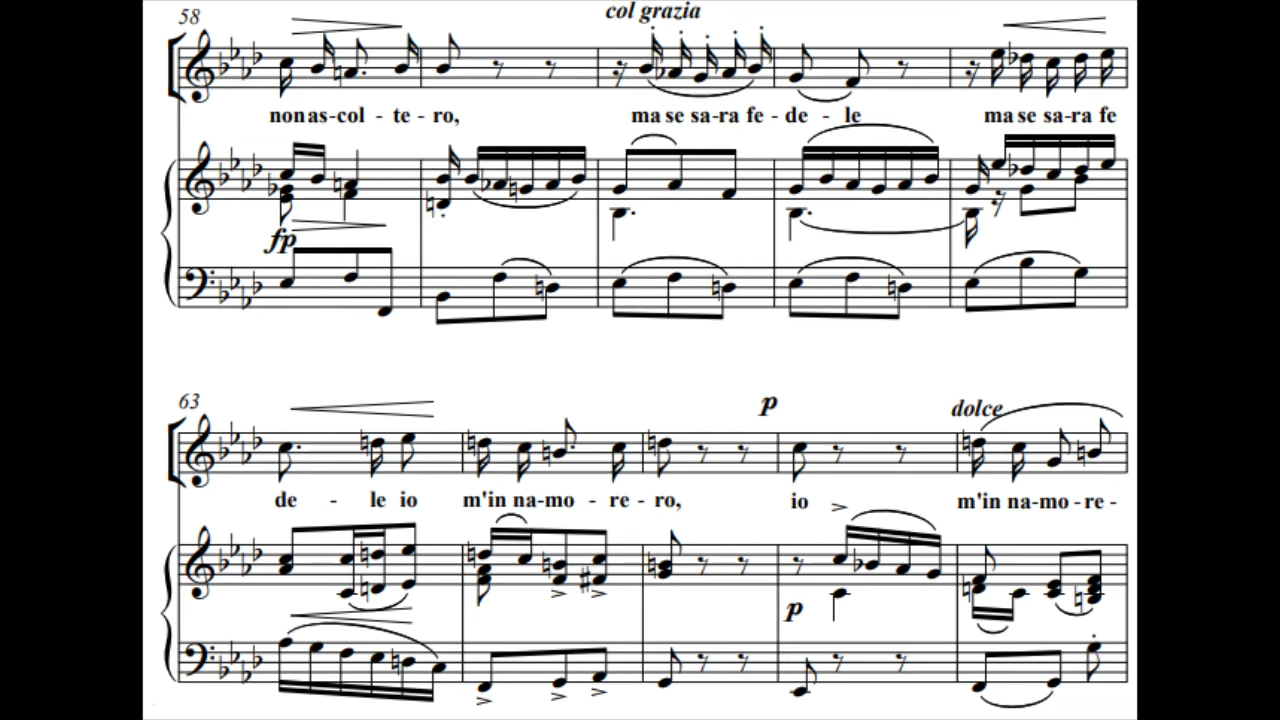 58
col grazia
non as - col - te - ro, ma se sa - ra fe - de - le ma se sa - ra fe
fp
63
p
dolce
de - le io m'in na - mo - re - ro, io m'in na - mo - re -
p